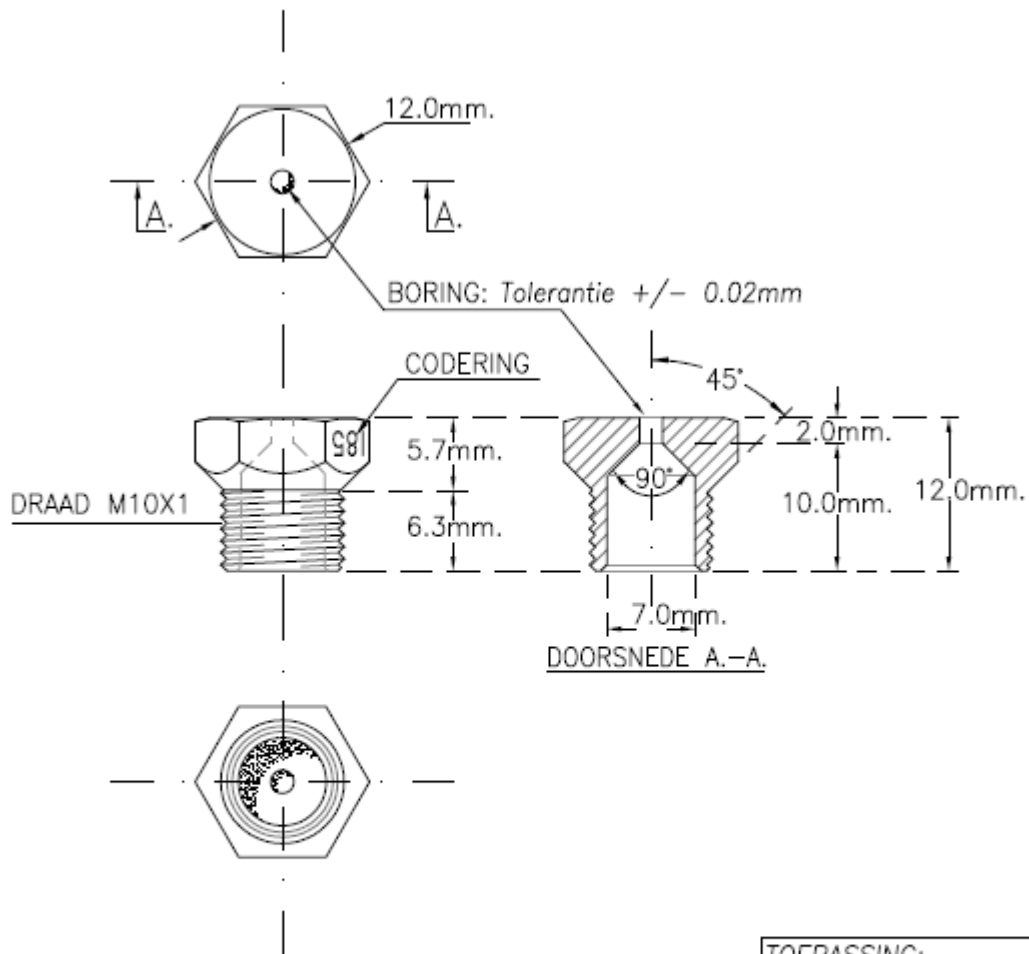 12.0mm.
A.
A.
BORING: Tolerantie +/- 0.02mm
CODERING
45°
185
5.7mm.
2.0mm.
90°
DRAAD M10X1
6.3mm.
10.0mm.
12.0mm.
7.0mm.
DOORSNEDE A.-A.
TOEPASSING: